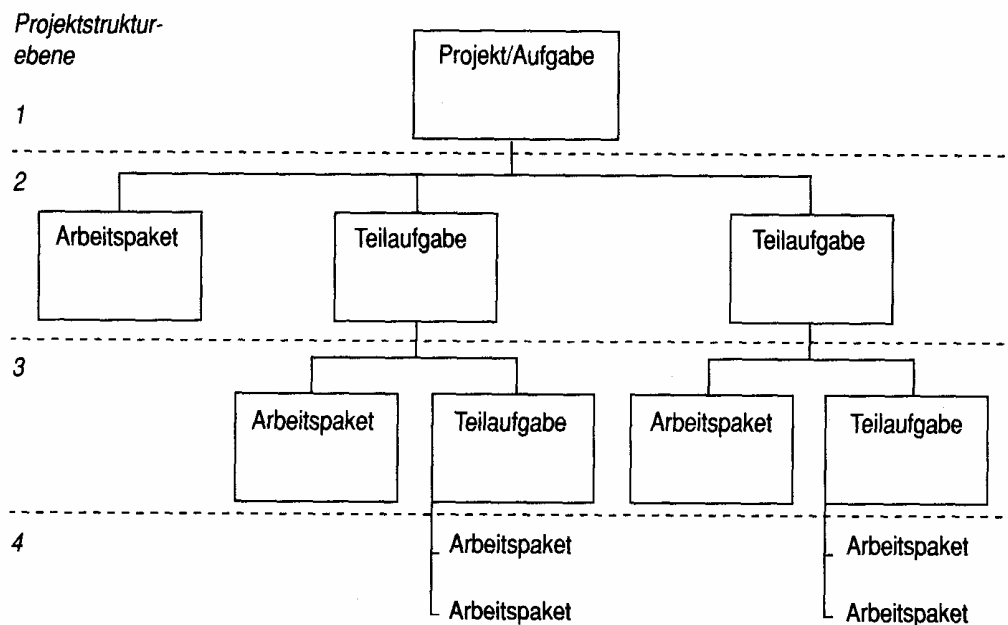 Projektstruktur-
ebene
Projekt/Aufgabe
1
2
Arbeitspaket
Teilaufgabe
Teilaufgabe
3
Arbeitspaket
Teilaufgabe
Arbeitspaket
Teilaufgabe
4
Arbeitspaket
Arbeitspaket
Arbeitspaket
Arbeitspaket